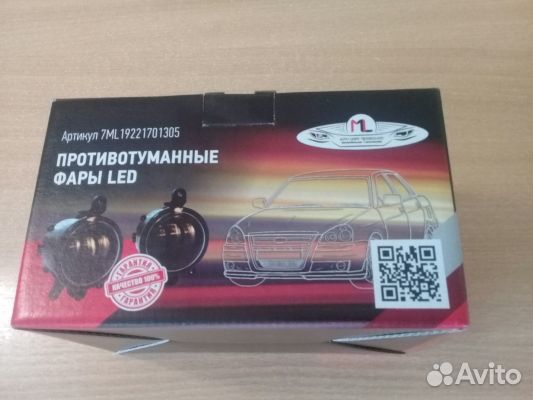 Артикул 7ML19221701305
ПРОТИВОТУМАННЫЕ
ФАРЫ LED
ML
ГАРАНТИЯ
КАЧЕСТВО 100%
ГАРАНТИЯ
Avito